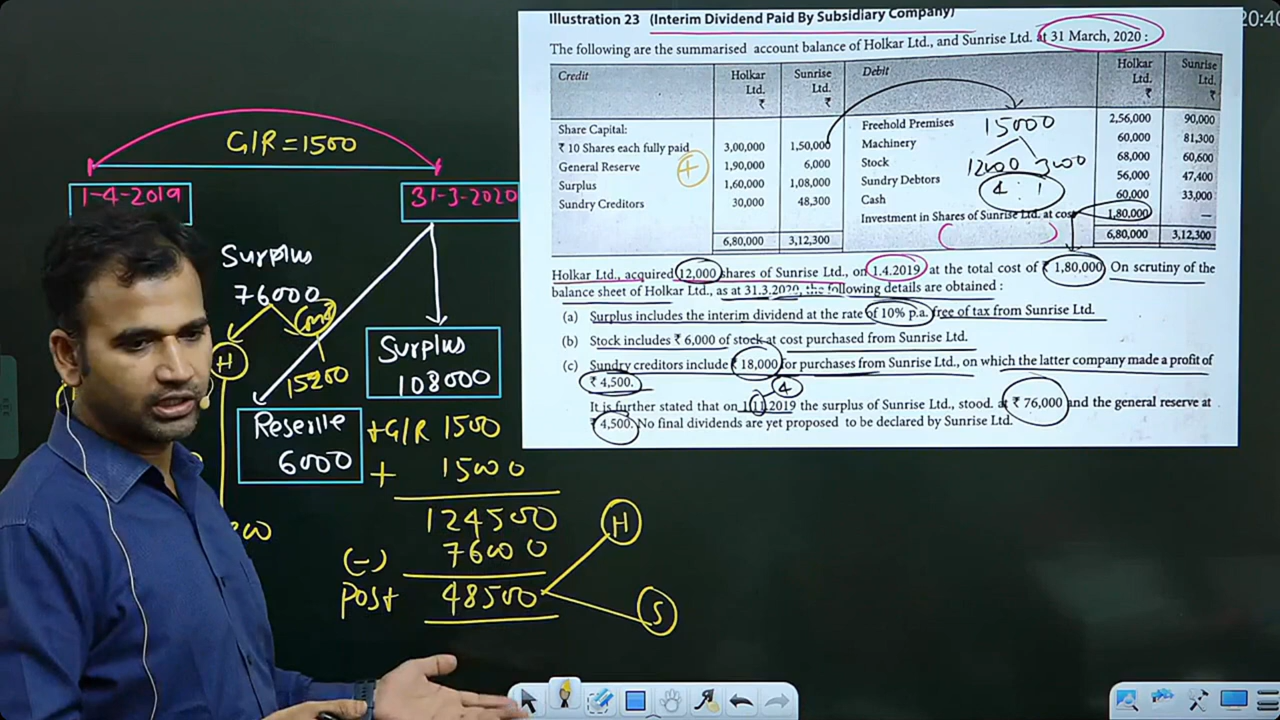 Illustration 23 (Interim Dividend Paid By Subsidiary Company)
20:40
The following are the summarised account balance of Holkar Ltd., and Sunrise Ltd. at 31 March, 2020 :
Credit Holkar Ltd. ₹ Sunrise Ltd. ₹ Debit Holkar Ltd. ₹ Sunrise Ltd. ₹
Share Capital: Freehold Premises 2,56,000 90,000
₹ 10 Shares each fully paid 3,00,000 1,50,000 Machinery 60,000 81,300
General Reserve 1,90,000 6,000 Stock 68,000 60,600
Surplus 1,60,000 1,08,000 Sundry Debtors 56,000 47,400
Sundry Creditors 30,000 48,300 Cash 60,000 33,000
Investment in Shares of Sunrise Ltd. at cost 1,80,000 —
6,80,000 3,12,300 6,80,000 3,12,300
15000
12000 3000
4 : 1
+
Holkar Ltd., acquired 12,000 shares of Sunrise Ltd., on 1.4.2019 at the total cost of ₹ 1,80,000. On scrutiny of the
balance sheet of Holkar Ltd., as at 31.3.2020, the following details are obtained :
(a) Surplus includes the interim dividend at the rate of 10% p.a. free of tax from Sunrise Ltd.
(b) Stock includes ₹ 6,000 of stock at cost purchased from Sunrise Ltd.
(c) Sundry creditors include ₹ 18,000 for purchases from Sunrise Ltd., on which the latter company made a profit of
₹ 4,500.
4
It is further stated that on 1.11.2019 the surplus of Sunrise Ltd., stood. at ₹ 76,000 and the general reserve at
₹ 4,500. No final dividends are yet proposed to be declared by Sunrise Ltd.
G/R = 1500
1-4-2019
31-3-2020
Surplus
76000
H
15200
Surplus
108000
Reserve
6000
+G/R 1500
+ 15000
124500
(-) 76000
Post 48500
H
S